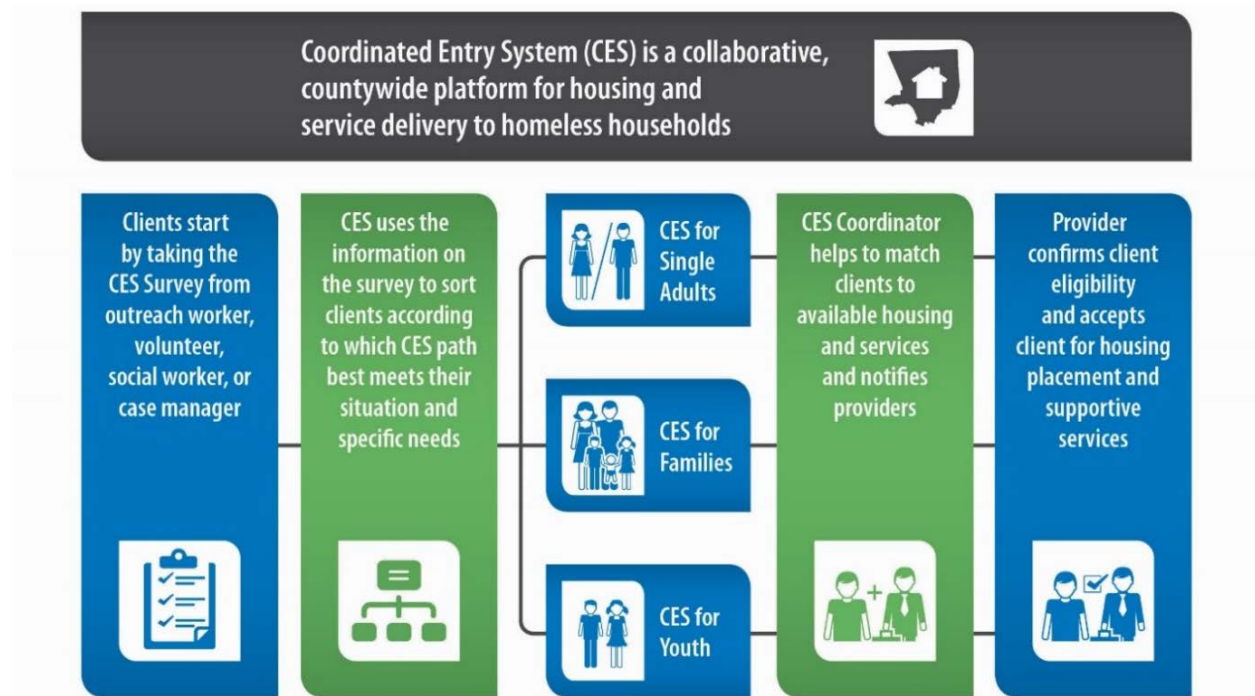 Coordinated Entry System (CES) is a collaborative,
countywide platform for housing and
service delivery to homeless households
Clients start
by taking the
CES Survey from
outreach worker,
volunteer,
social worker, or
case manager
CES uses the
information on
the survey to sort
clients according
to which CES path
best meets their
situation and
specific needs
CES for
Single
Adults
CES for
Families
CES for
Youth
CES Coordinator
helps to match
clients to
available housing
and services
and notifies
providers
Provider
confirms client
eligibility
and accepts
client for housing
placement and
supportive
services